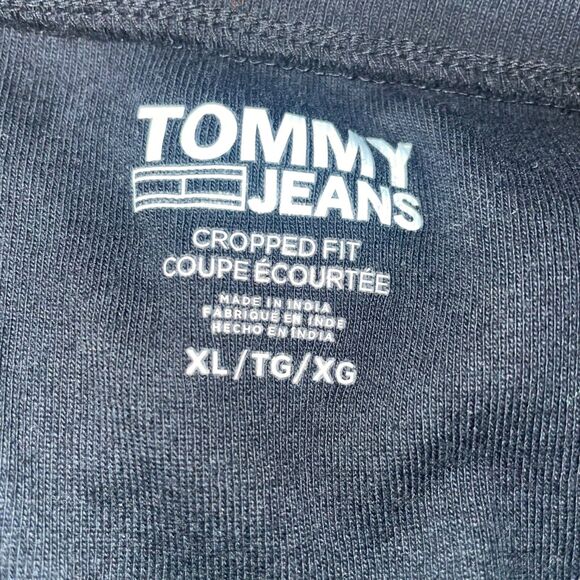 TOMMY
JEANS
CROPPED FIT
COUPE ÉCOURTÉE
MADE IN INDIA
FABRIQUÉ EN INDE
HECHO EN INDIA
XL/TG/XG